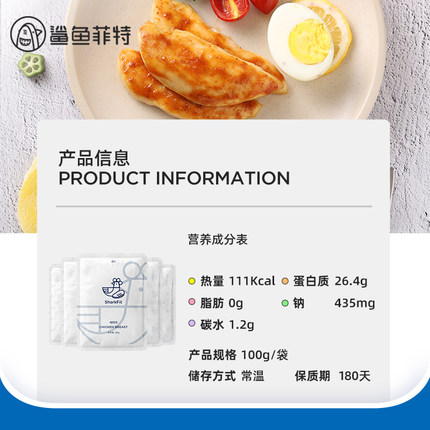 鲨鱼菲特
产品信息
PRODUCT INFORMATION
营养成分表
热量 111Kcal 蛋白质 26.4g
脂肪 0g 钠 435mg
碳水 1.2g
SharkFit
CHICKEN BREAST
产品规格 100g/袋
储存方式 常温 保质期 180天